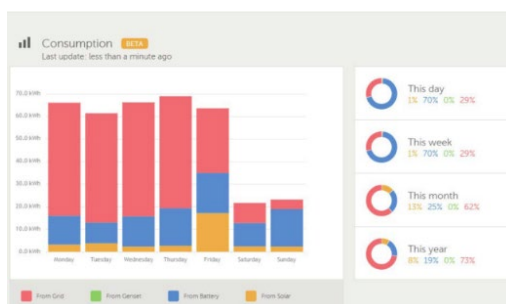 Consumption BETA
Last update: less than a minute ago
70.0 kWh
60.0 kWh
50.0 kWh
40.0 kWh
30.0 kWh
20.0 kWh
10.0 kWh
0.0 kWh
Monday Tuesday Wednesday Thursday Friday Saturday Sunday
From Grid From Genset From Battery From Solar
This day
1% 70% 0% 29%
This week
1% 70% 0% 29%
This month
13% 25% 0% 62%
This year
8% 19% 0% 73%